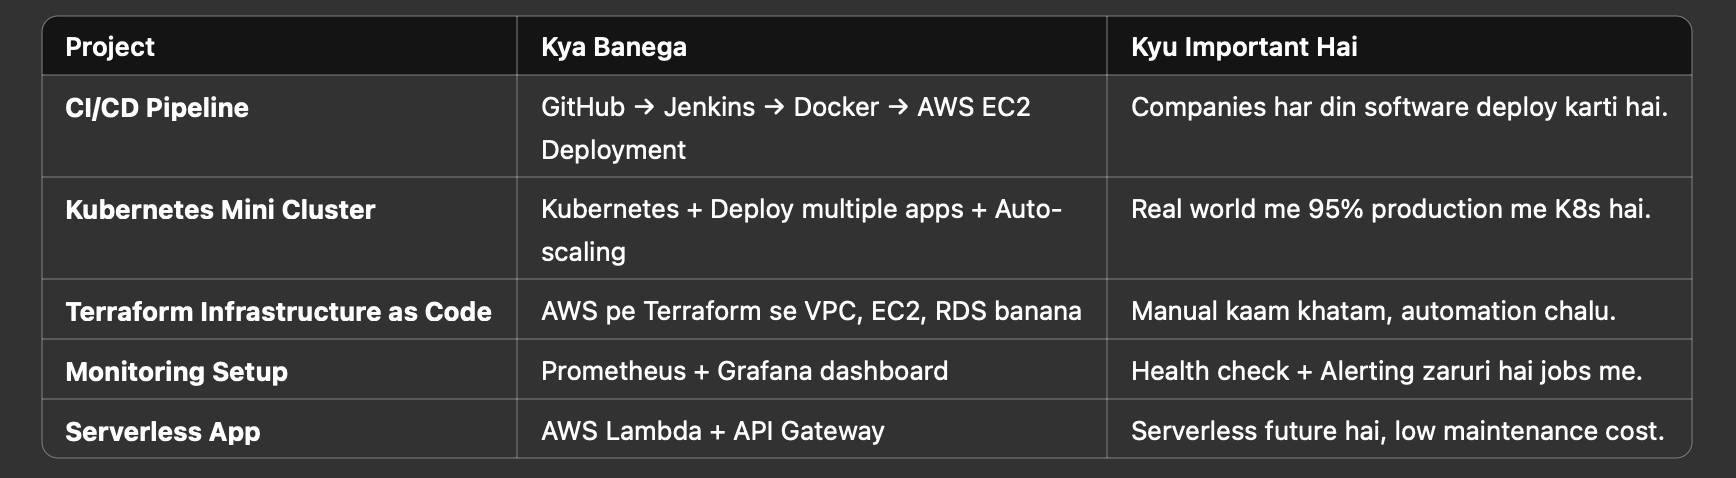 Project
Kya Banega
Kyu Important Hai
CI/CD Pipeline
GitHub → Jenkins → Docker → AWS EC2
Deployment
Companies har din software deploy karti hai.
Kubernetes Mini Cluster
Kubernetes + Deploy multiple apps + Auto-
scaling
Real world me 95% production me K8s hai.
Terraform Infrastructure as Code
AWS pe Terraform se VPC, EC2, RDS banana
Manual kaam khatam, automation chalu.
Monitoring Setup
Prometheus + Grafana dashboard
Health check + Alerting zaruri hai jobs me.
Serverless App
AWS Lambda + API Gateway
Serverless future hai, low maintenance cost.